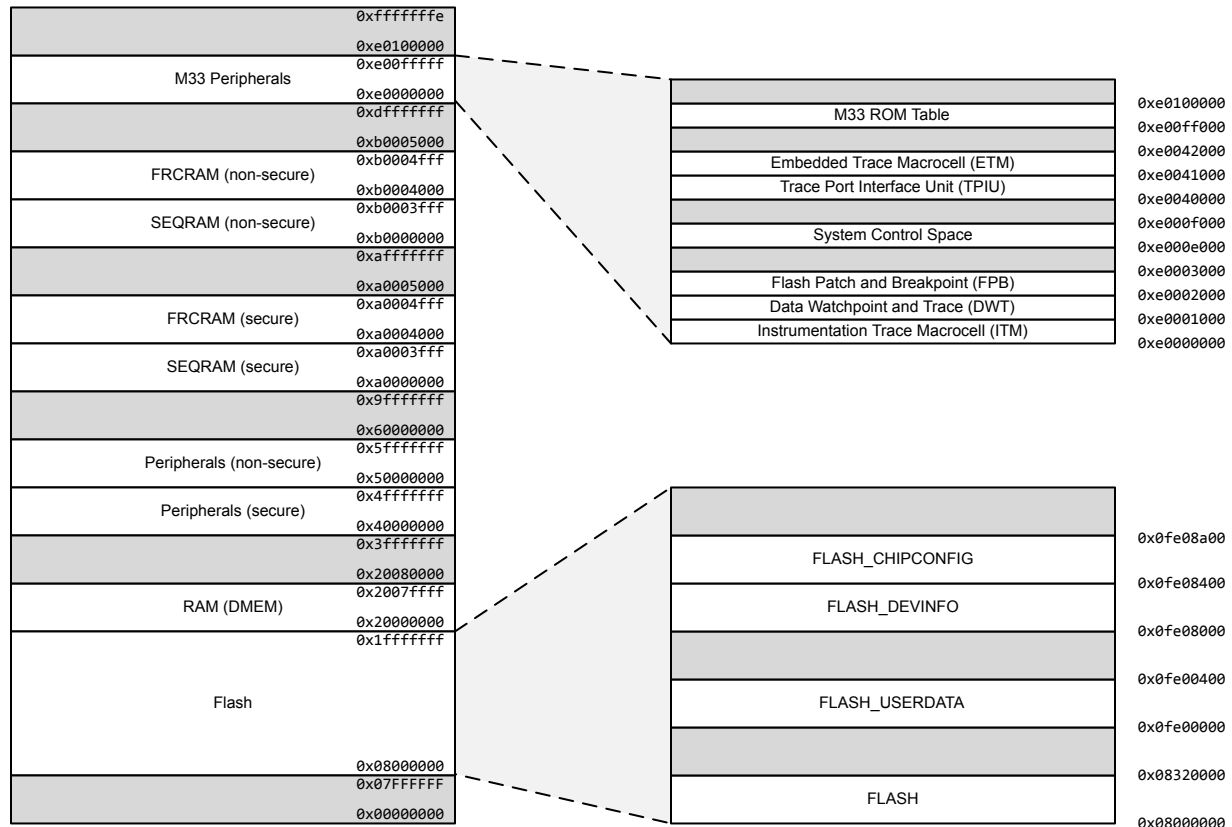 0xfffffffe
0xe0100000
M33 Peripherals
0xe00fffff
0xe0000000
0xdfffffff
0xb0005000
FRCRAM (non-secure)
0xb0004fff
0xb0004000
SEQRAM (non-secure)
0xb0003fff
0xb0000000
0xafffffff
0xa0005000
FRCRAM (secure)
0xa0004fff
0xa0004000
SEQRAM (secure)
0xa0003fff
0xa0000000
0x9fffffff
0x60000000
Peripherals (non-secure)
0x5fffffff
0x50000000
Peripherals (secure)
0x4fffffff
0x40000000
0x3fffffff
0x20080000
RAM (DMEM)
0x2007ffff
0x20000000
0x1fffffff
Flash
0x08000000
0x07FFFFFF
0x00000000
0xe0100000
M33 ROM Table
0xe00ff000
0xe0042000
Embedded Trace Macrocell (ETM)
0xe0041000
Trace Port Interface Unit (TPIU)
0xe0040000
0xe000f000
System Control Space
0xe000e000
0xe0003000
Flash Patch and Breakpoint (FPB)
0xe0002000
Data Watchpoint and Trace (DWT)
0xe0001000
Instrumentation Trace Macrocell (ITM)
0xe0000000
0x0fe08a00
FLASH_CHIPCONFIG
0x0fe08400
FLASH_DEVINFO
0x0fe08000
0x0fe00400
FLASH_USERDATA
0x0fe00000
0x08320000
FLASH
0x08000000